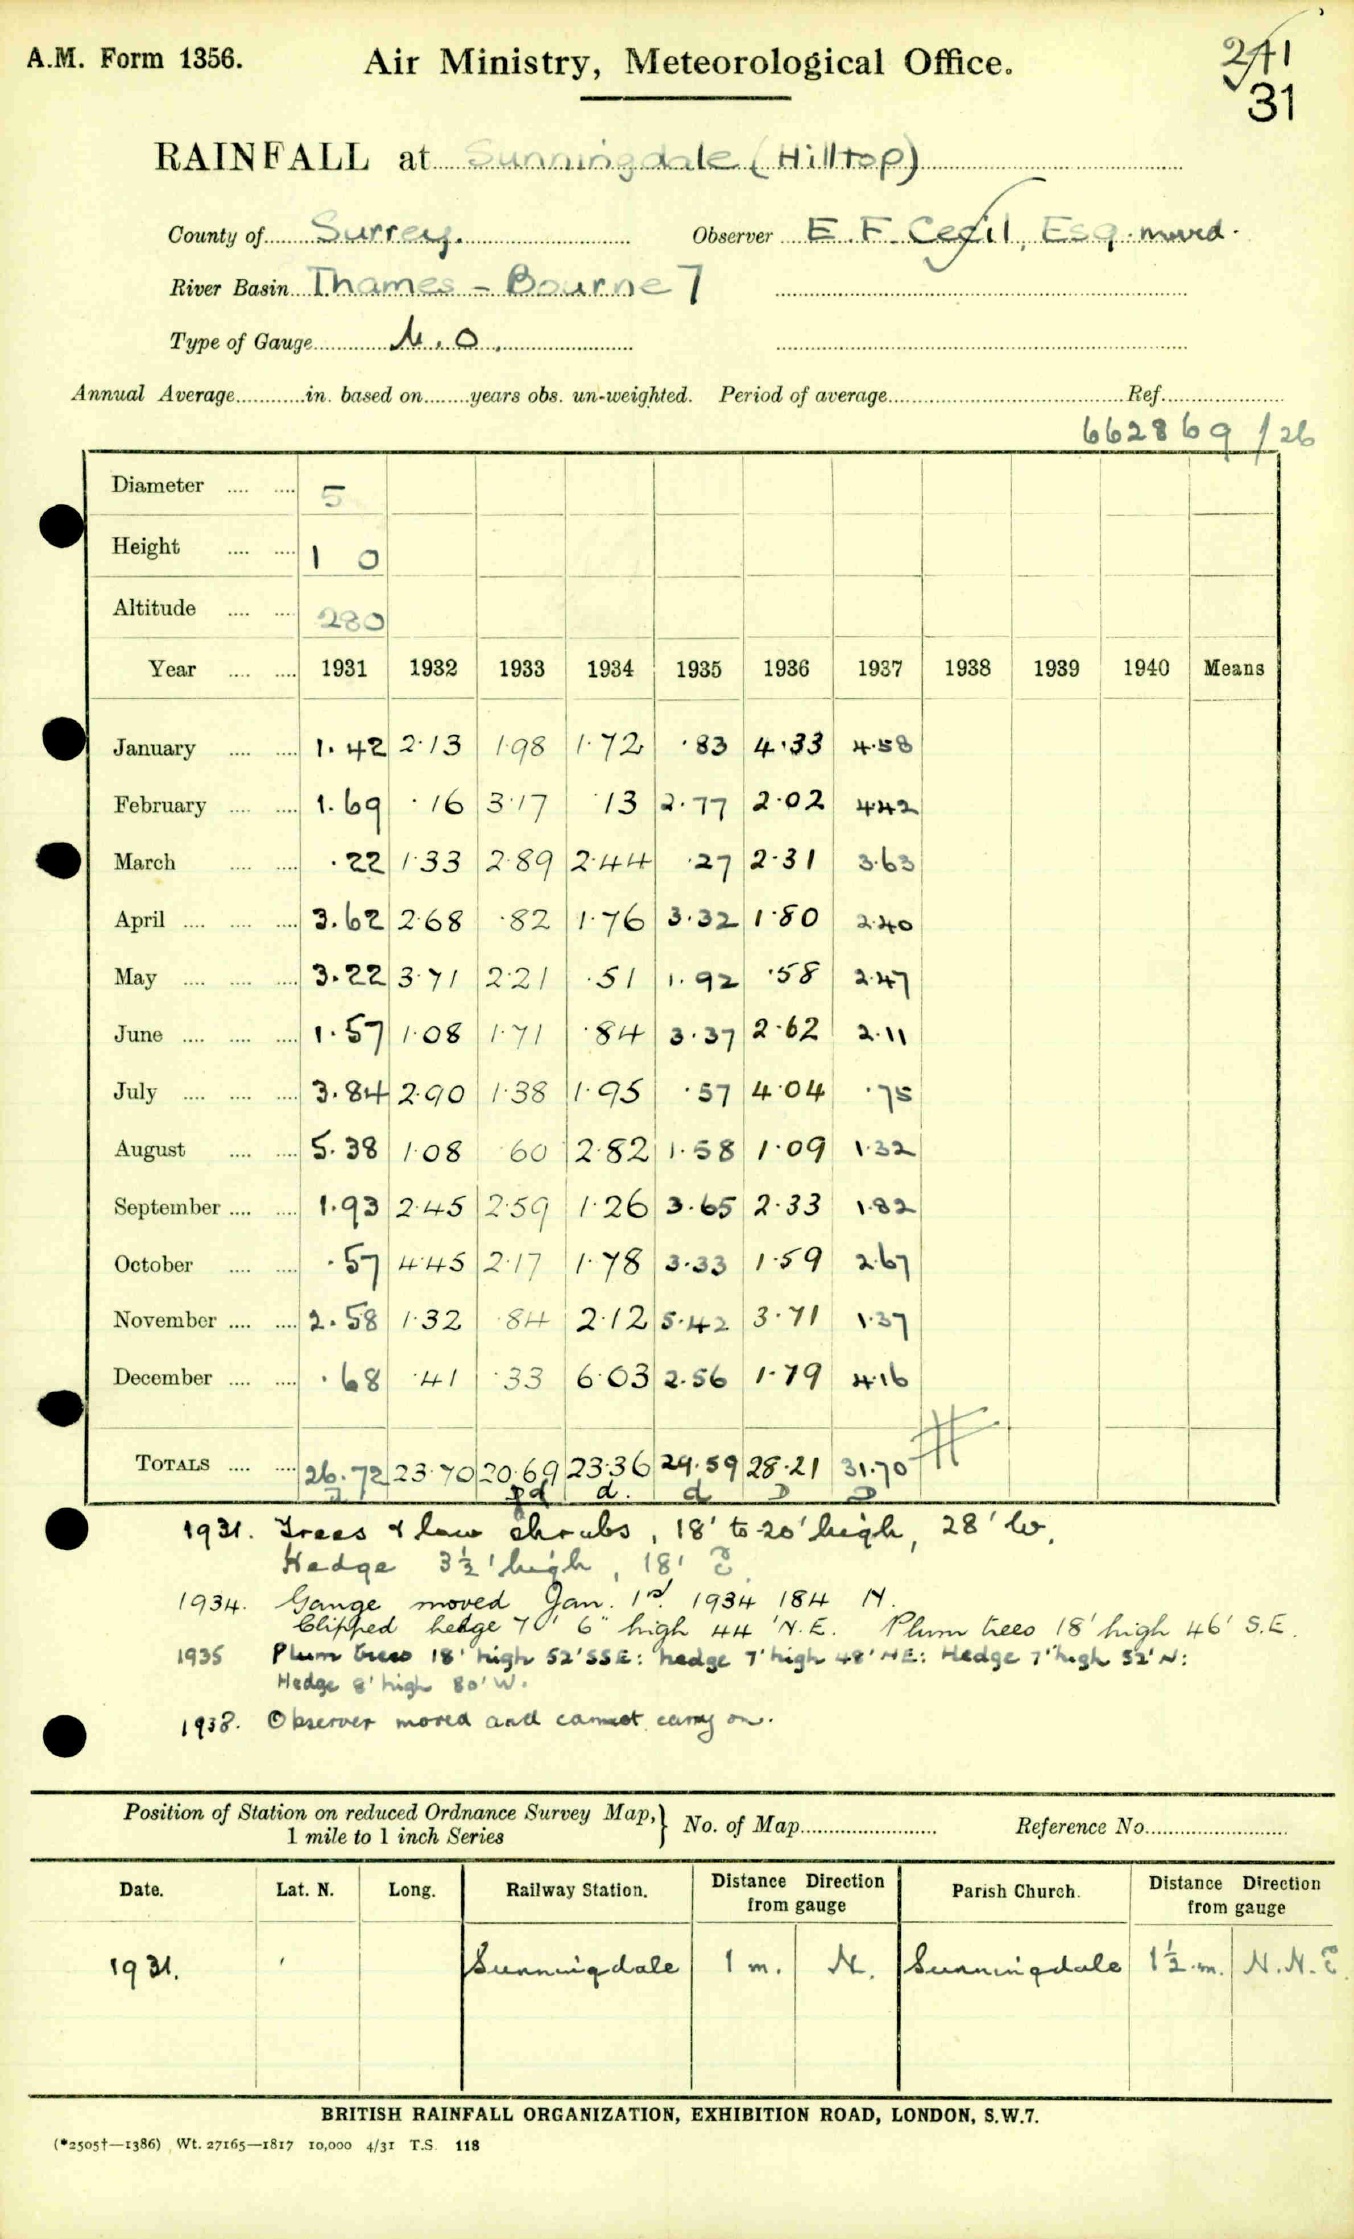 A.M. Form 1356.
Air Ministry, Meteorological Office.
241
31
RAINFALL at Sunningdale (Hilltop)
County of Surrey. Observer E. F. Cecil, Esq. moved.
River Basin Thames - Bourne 7
Type of Gauge M.O.
Annual Average in. based on years obs. un-weighted. Period of average Ref.
662869/26
Diameter 5
Height 1 0
Altitude 280
Year 1931 1932 1933 1934 1935 1936 1937 1938 1939 1940 Means
January 1.42 2.13 1.98 1.72 .83 4.33 4.58
February 1.69 .16 3.17 .13 2.77 2.02 4.42
March .22 1.33 2.89 2.44 .27 2.31 3.63
April 3.62 2.68 .82 1.76 3.32 1.80 2.40
May 3.22 3.71 2.21 .51 1.92 .58 2.47
June 1.57 1.08 1.71 .84 3.37 2.62 2.11
July 3.84 2.90 1.38 1.95 .57 4.04 .75
August 5.38 1.08 .60 2.82 1.58 1.09 1.32
September 1.93 2.45 2.59 1.26 3.65 2.33 1.82
October .57 4.45 2.17 1.78 3.33 1.59 2.67
November 2.58 1.32 .84 2.12 5.42 3.71 1.37
December .68 .41 .33 6.03 2.56 1.79 4.16
TOTALS 26.72 23.70 20.69 23.36 29.59 28.21 31.70
d d. d D D
1931. Trees & low shrubs, 18' to 20' high, 28' W.
Hedge 3½' high, 18' E.
1934. Gauge moved Jan. 1st 1934 184 N.
Clipped hedge 7' 6" high 44' N.E. Plum trees 18' high 46' S.E.
1935 Plum trees 18' high 52' SSE: hedge 7' high 48' NE: Hedge 7' high 52' N:
Hedge 8' high 80' W.
1938. Observer moved and cannot carry on.
Position of Station on reduced Ordnance Survey Map, 1 mile to 1 inch Series } No. of Map Reference No.
Date. Lat. N. Long. Railway Station. Distance Direction from gauge Parish Church. Distance Direction from gauge
1931. Sunningdale 1 m. N. Sunningdale 1½ m. N.N.E
BRITISH RAINFALL ORGANIZATION, EXHIBITION ROAD, LONDON, S.W.7.
(*2505†—1386) Wt. 27165—1817 10,000 4/31 T.S. 118